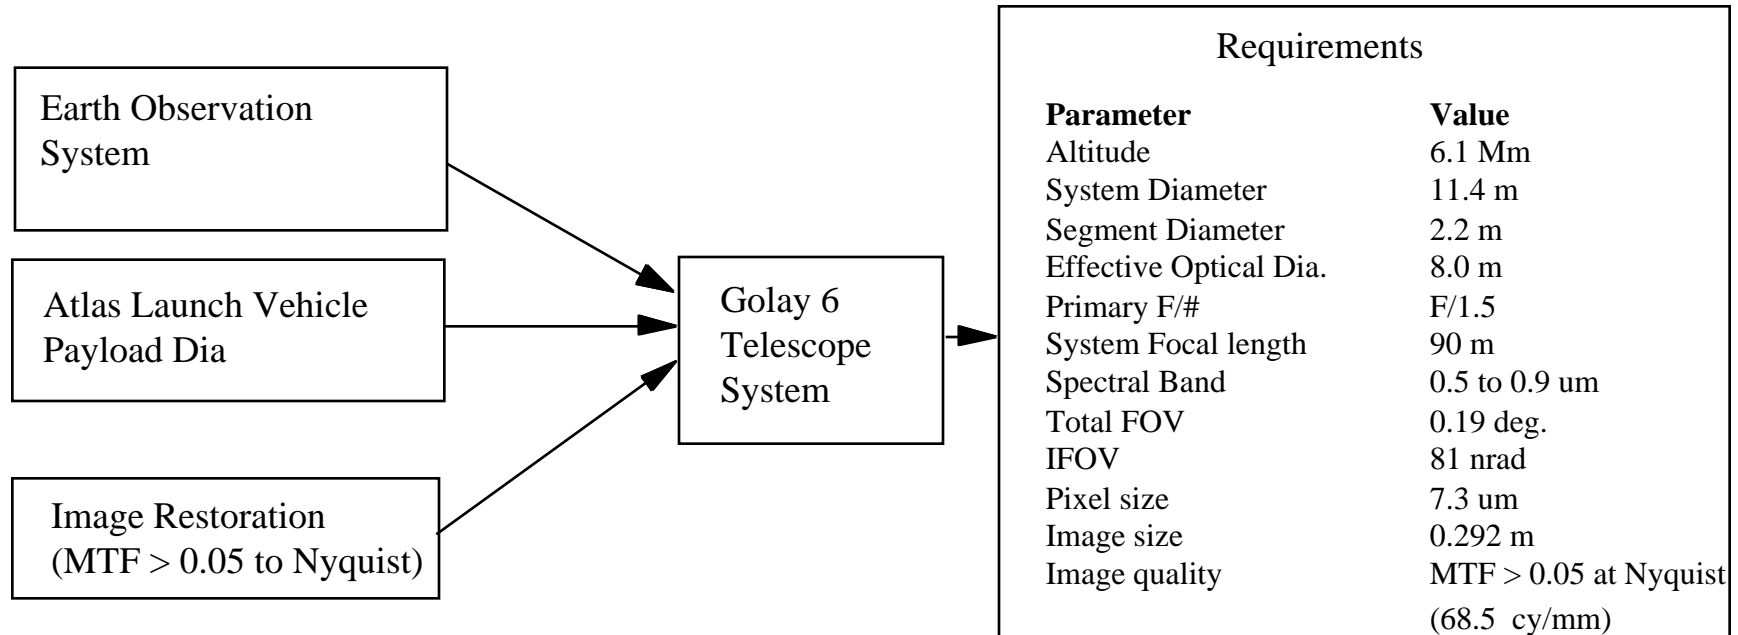 Earth Observation
System
Atlas Launch Vehicle
Payload Dia
Image Restoration
(MTF > 0.05 to Nyquist)
Golay 6
Telescope
System
Requirements
Parameter Value
Altitude 6.1 Mm
System Diameter 11.4 m
Segment Diameter 2.2 m
Effective Optical Dia. 8.0 m
Primary F/# F/1.5
System Focal length 90 m
Spectral Band 0.5 to 0.9 um
Total FOV 0.19 deg.
IFOV 81 nrad
Pixel size 7.3 um
Image size 0.292 m
Image quality MTF > 0.05 at Nyquist
(68.5 cy/mm)